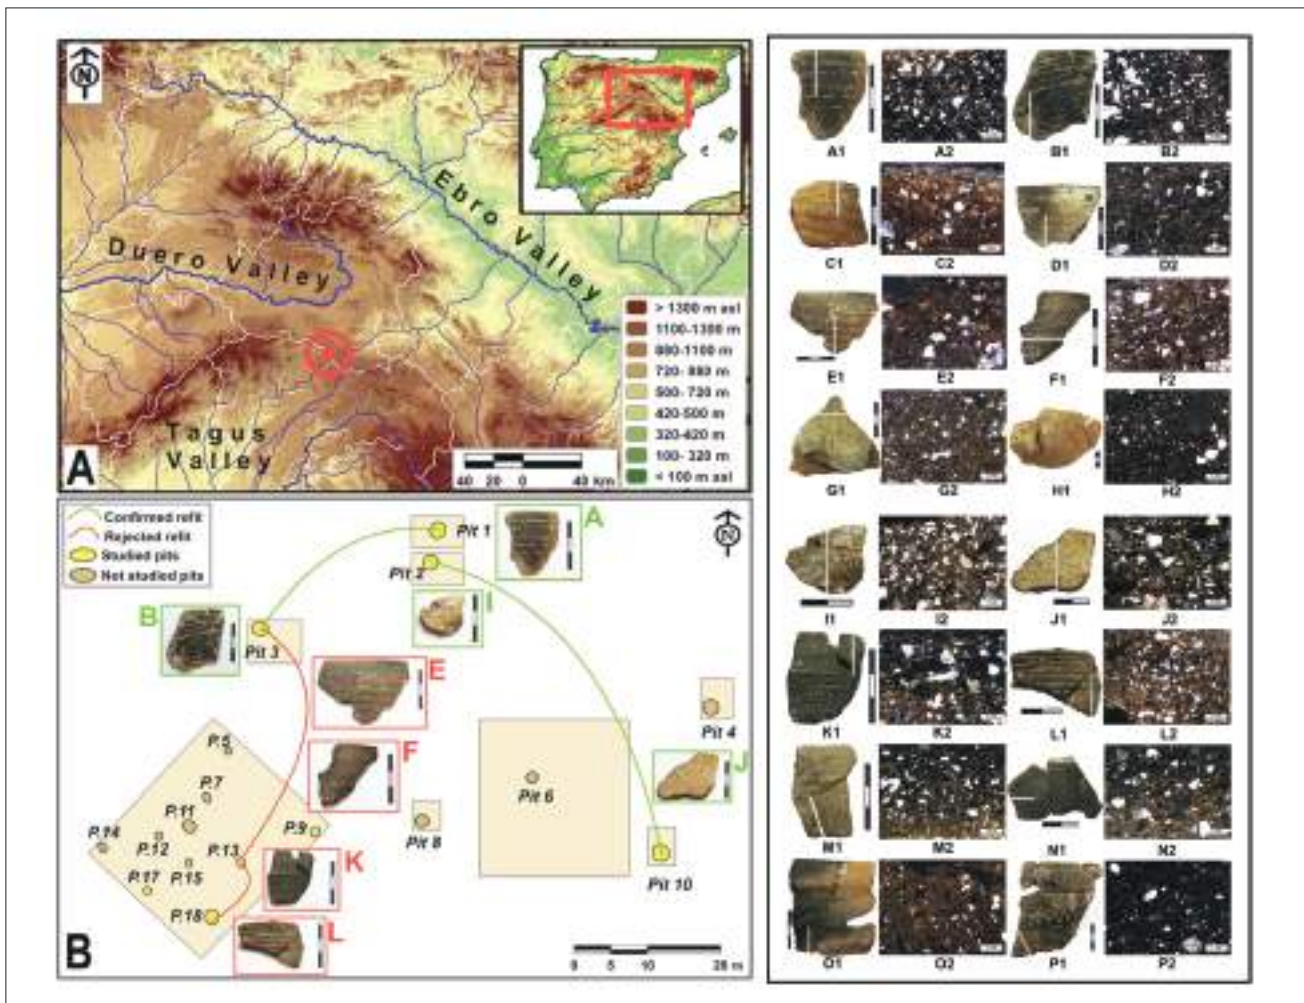 N
Ebro Valley
Duero Valley
Tagus
Valley
> 1300 m asl
1100-1300 m
880-1100 m
720- 880 m
500- 720 m
420-500 m
320-420 m
100- 320 m
< 100 m asl
A
40 20 0 40 km
Confirmed refit
Rejected refit
Studied pits
Not studied pits
N
Pit 1
A
Pit 2
I
B
Pit 3
E
Pit 4
F
J
P.5
P.7
Pit 6
P.11
P.14
P.12
P.13
P.9
Pit 8
P.15
K
P.17
Pit 10
P.18
L
B
0 5 10 20 m
A1 A2 B1 B2
C1 C2 D1 D2
E1 E2 F1 F2
G1 G2 H1 H2
I1 I2 J1 J2
K1 K2 L1 L2
M1 M2 N1 N2
O1 O2 P1 P2